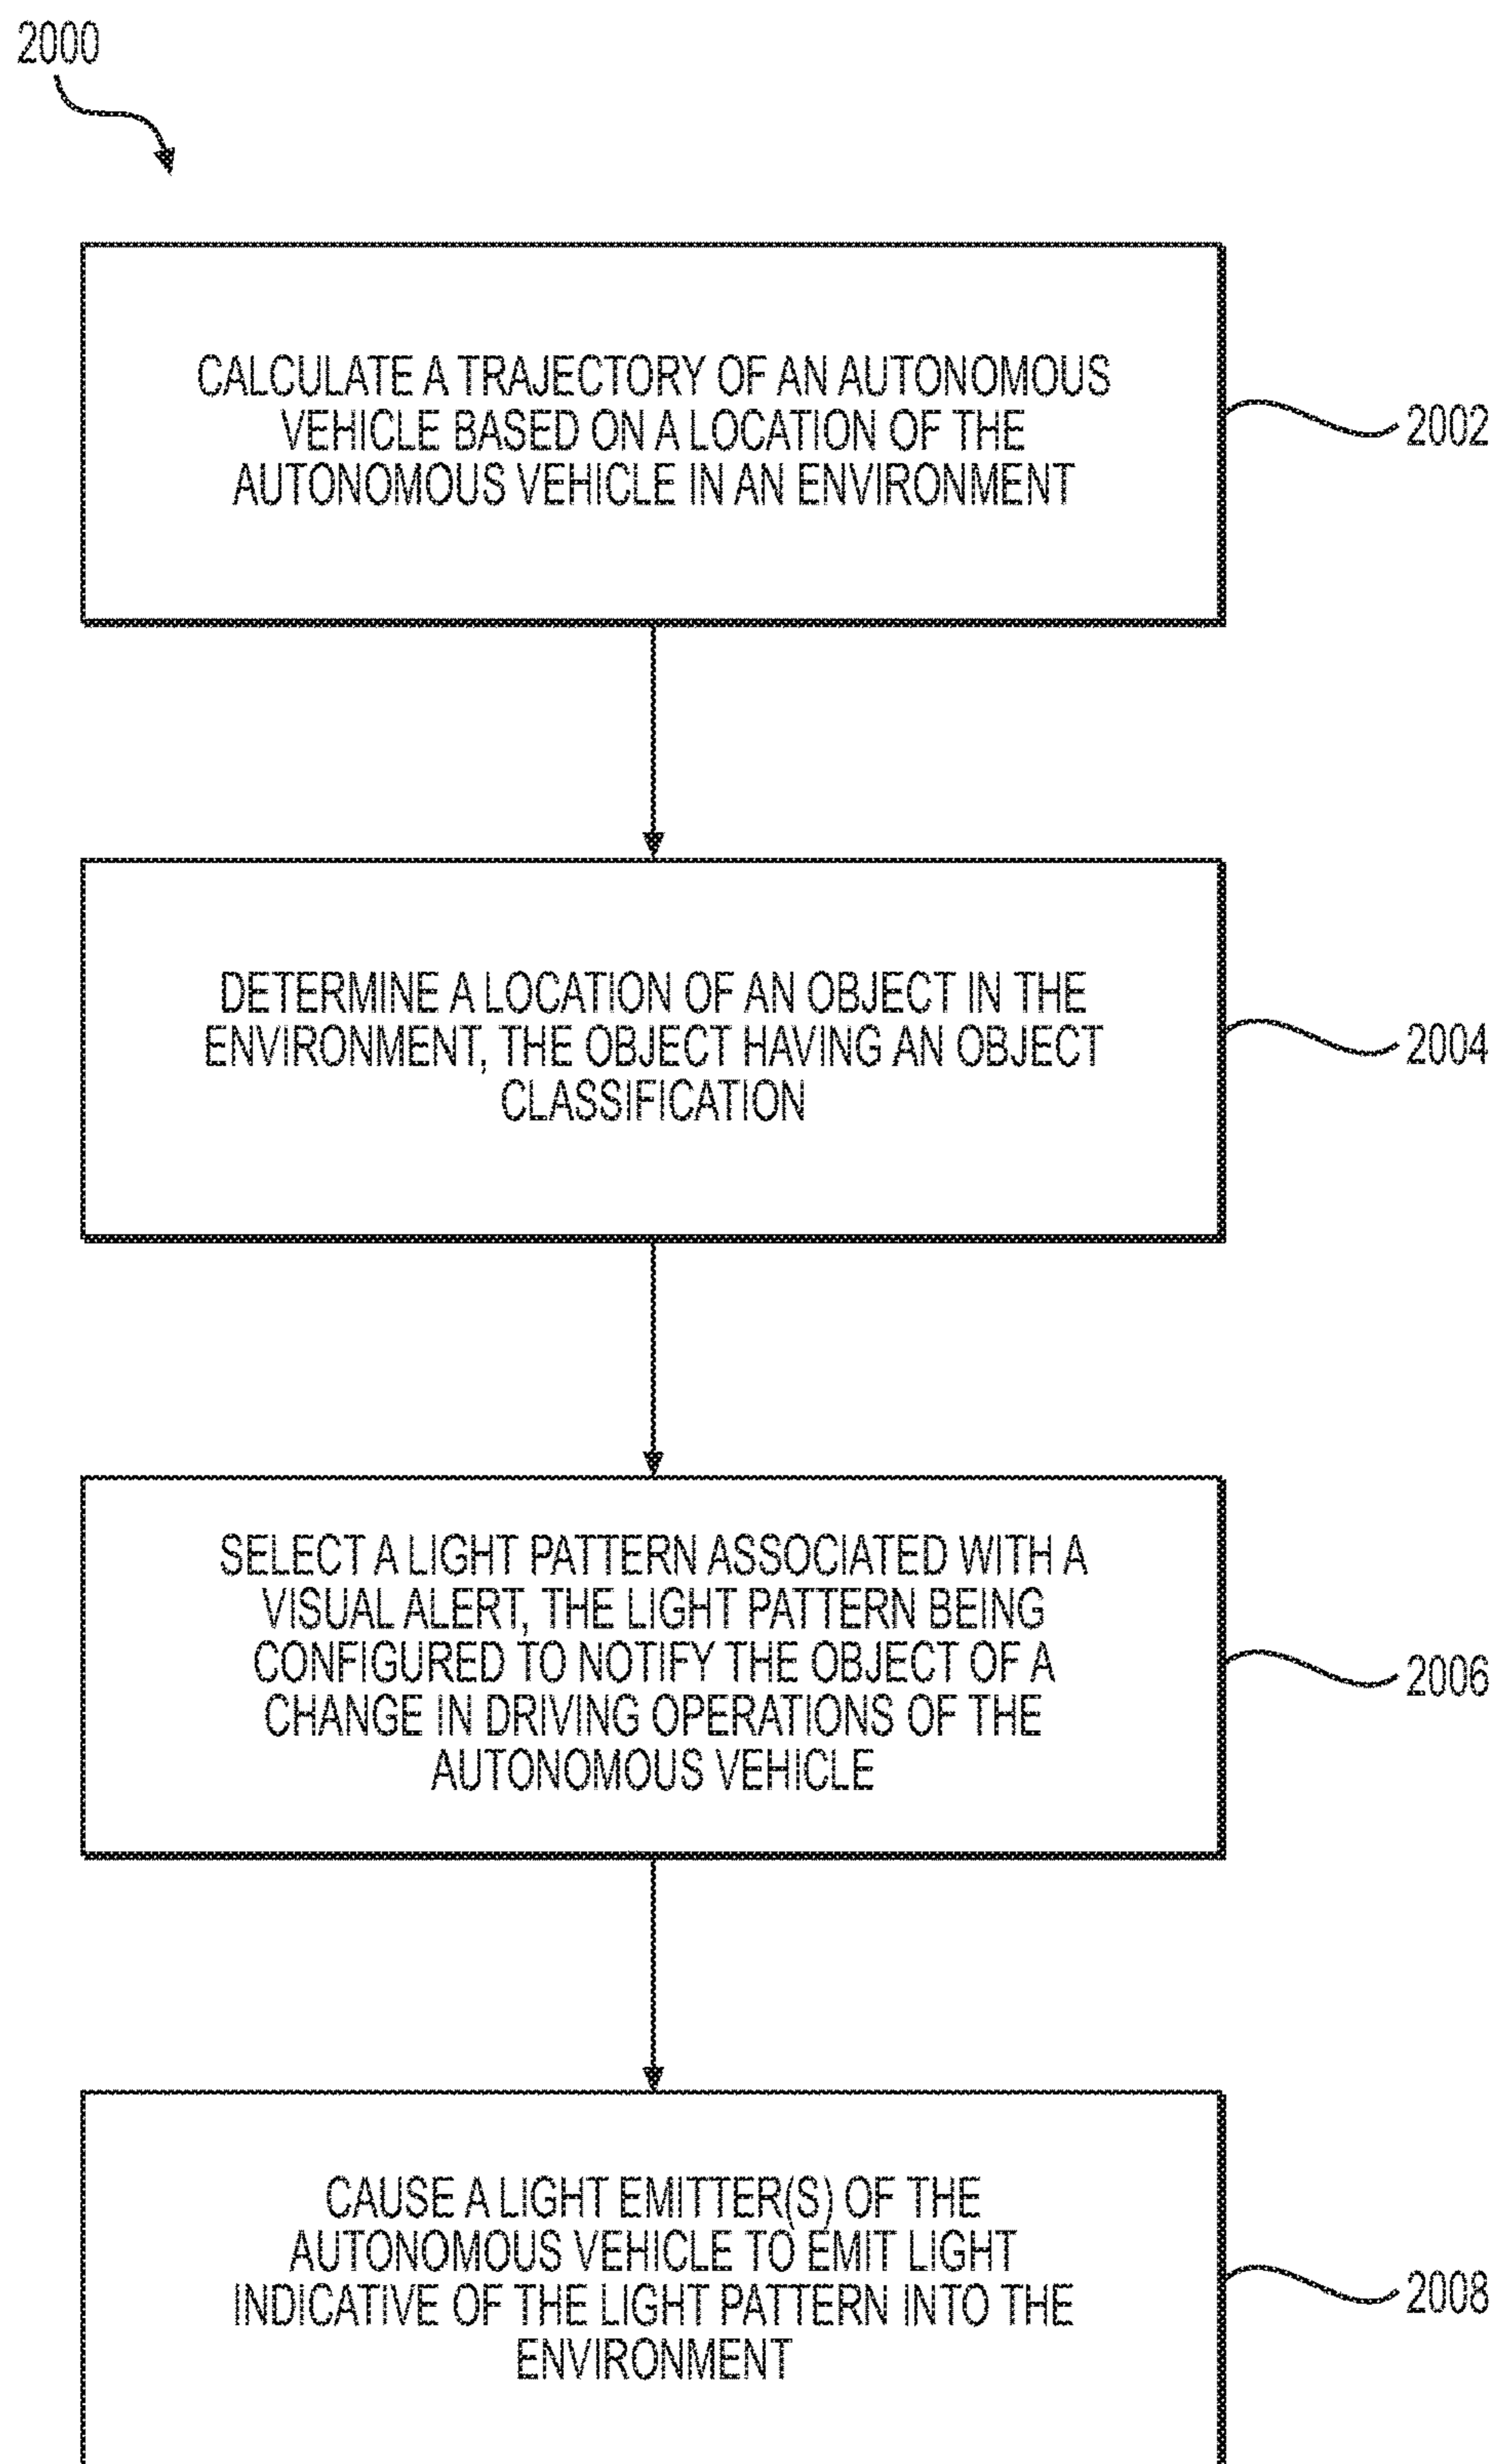 2000
CALCULATE A TRAJECTORY OF AN AUTONOMOUS
VEHICLE BASED ON A LOCATION OF THE
AUTONOMOUS VEHICLE IN AN ENVIRONMENT
2002
DETERMINE A LOCATION OF AN OBJECT IN THE
ENVIRONMENT, THE OBJECT HAVING AN OBJECT
CLASSIFICATION
2004
SELECT A LIGHT PATTERN ASSOCIATED WITH A
VISUAL ALERT, THE LIGHT PATTERN BEING
CONFIGURED TO NOTIFY THE OBJECT OF A
CHANGE IN DRIVING OPERATIONS OF THE
AUTONOMOUS VEHICLE
2006
CAUSE A LIGHT EMITTER(S) OF THE
AUTONOMOUS VEHICLE TO EMIT LIGHT
INDICATIVE OF THE LIGHT PATTERN INTO THE
ENVIRONMENT
2008